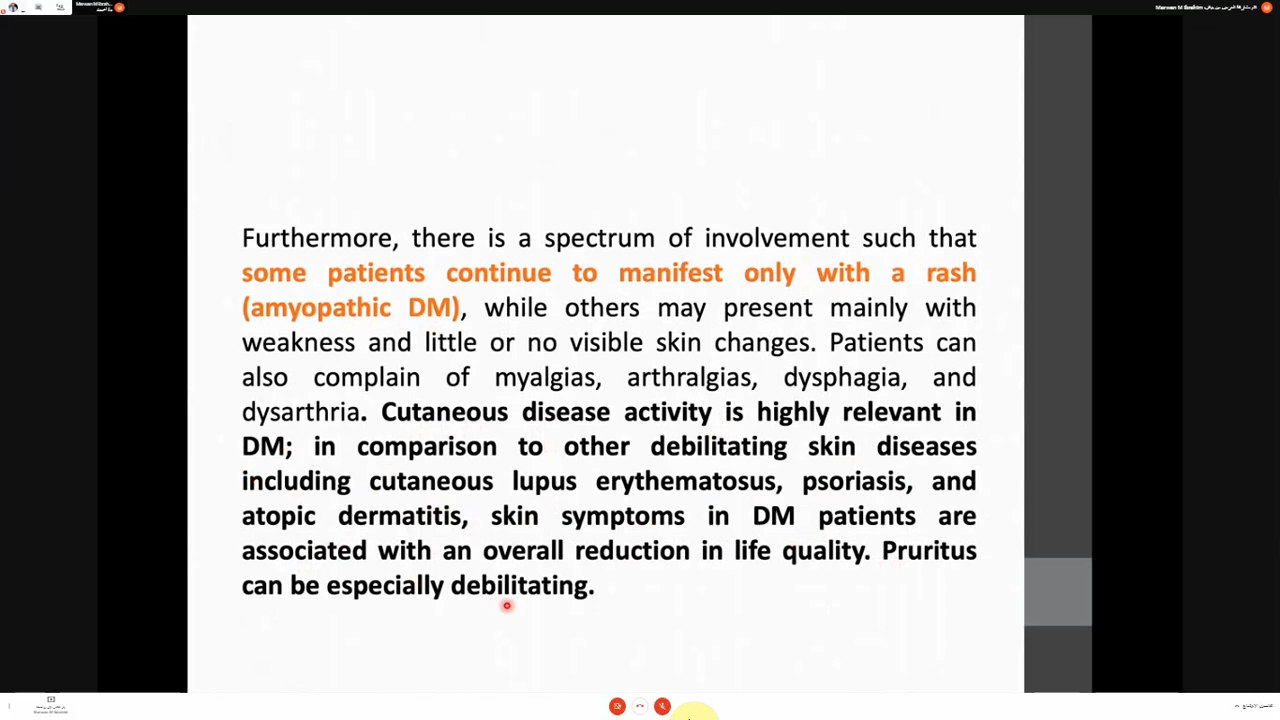 Marwan M Ibrahim
Furthermore, there is a spectrum of involvement such that
some patients continue to manifest only with a rash
(amyopathic DM), while others may present mainly with
weakness and little or no visible skin changes. Patients can
also complain of myalgias, arthralgias, dysphagia, and
dysarthria. Cutaneous disease activity is highly relevant in
DM; in comparison to other debilitating skin diseases
including cutaneous lupus erythematosus, psoriasis, and
atopic dermatitis, skin symptoms in DM patients are
associated with an overall reduction in life quality. Pruritus
can be especially debilitating.